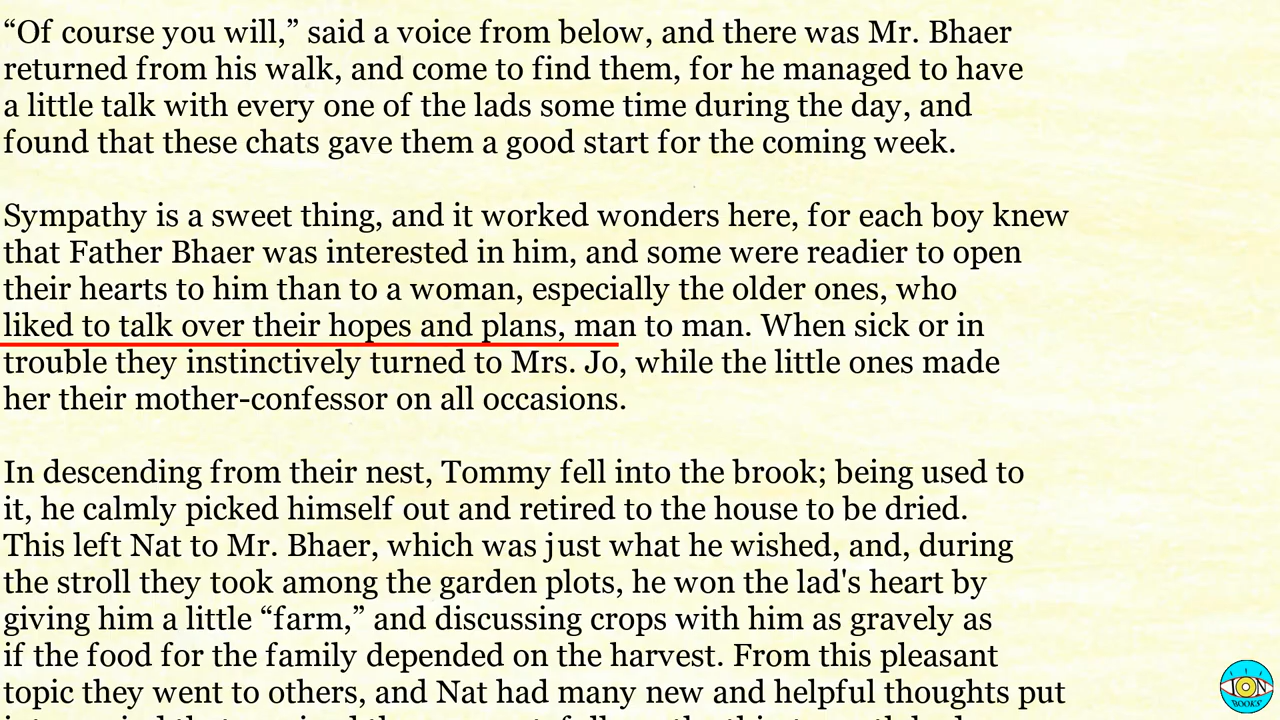 “Of course you will,” said a voice from below, and there was Mr. Bhaer
returned from his walk, and come to find them, for he managed to have
a little talk with every one of the lads some time during the day, and
found that these chats gave them a good start for the coming week.
Sympathy is a sweet thing, and it worked wonders here, for each boy knew
that Father Bhaer was interested in him, and some were readier to open
their hearts to him than to a woman, especially the older ones, who
liked to talk over their hopes and plans, man to man. When sick or in
trouble they instinctively turned to Mrs. Jo, while the little ones made
her their mother-confessor on all occasions.
In descending from their nest, Tommy fell into the brook; being used to
it, he calmly picked himself out and retired to the house to be dried.
This left Nat to Mr. Bhaer, which was just what he wished, and, during
the stroll they took among the garden plots, he won the lad's heart by
giving him a little “farm,” and discussing crops with him as gravely as
if the food for the family depended on the harvest. From this pleasant
topic they went to others, and Nat had many new and helpful thoughts put
ION
BOOKS